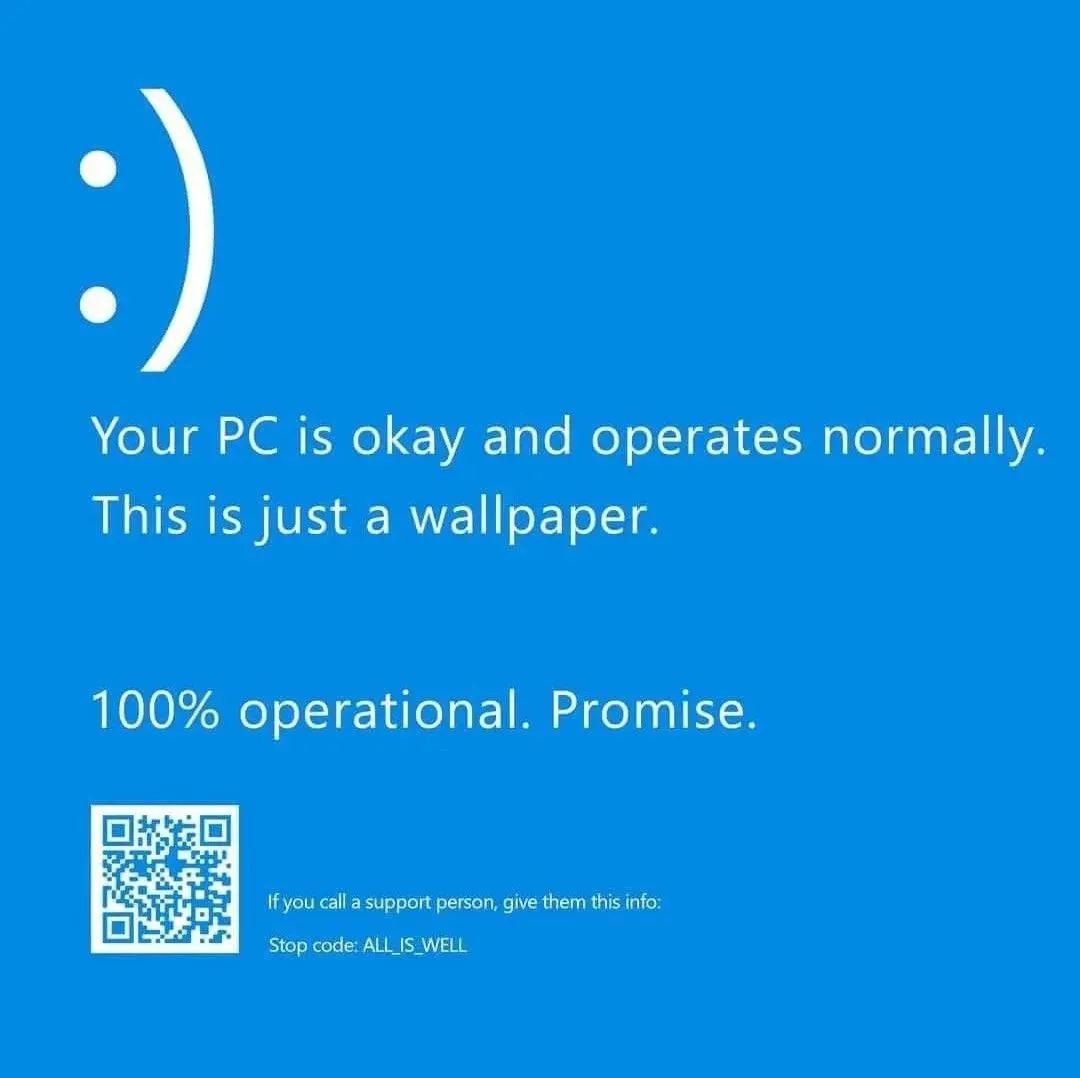 :)
Your PC is okay and operates normally.
This is just a wallpaper.
100% operational. Promise.
If you call a support person, give them this info:
Stop code: ALL_IS_WELL